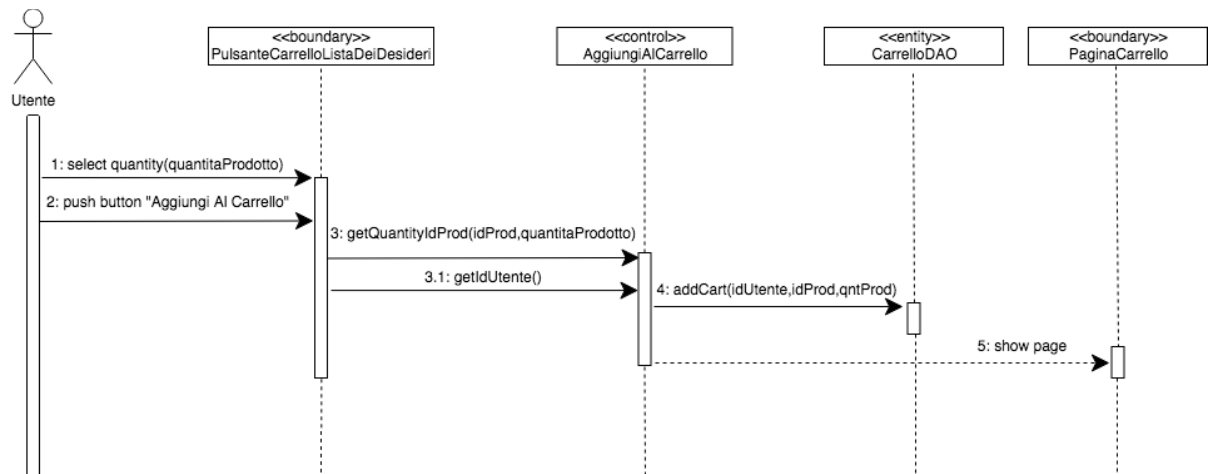 <<boundary>>
PulsanteCarrelloListaDeiDesideri
<<control>>
AggiungiAlCarrello
<<entity>>
CarrelloDAO
<<boundary>>
PaginaCarrello
Utente
1: select quantity(quantitaProdotto)
2: push button "Aggiungi Al Carrello"
3: getQuantityIdProd(idProd,quantitaProdotto)
3.1: getIdUtente()
4: addCart(idUtente,idProd,qntProd)
5: show page